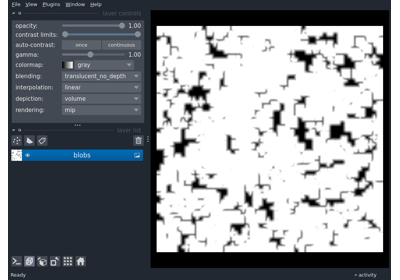 File View Plugins Window Help
layer controls
opacity: 1.00
contrast limits:
auto-contrast: once continuous
gamma: 1.00
colormap: gray
blending: translucent_no_depth
interpolation: linear
depiction: volume
rendering: mip
layer list
blobs
Ready activity